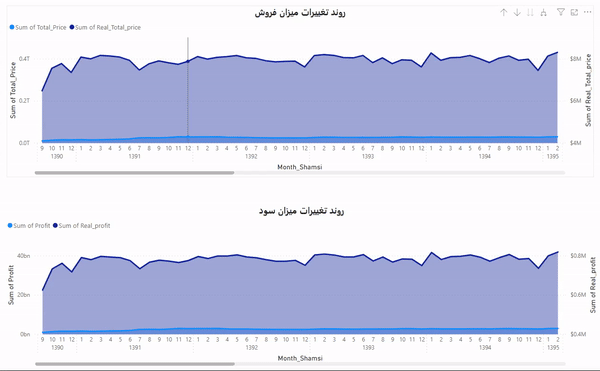 روند تغییرات میزان فروش
Sum of Total_Price Sum of Real_Total_price
Sum of Total_Price
0.4T
0.2T
0.0T
$8M
$6M
$4M
Sum of Real_Total_price
9 10 11 12 1 2 3 4 5 6 7 8 9 10 11 12 1 2 3 4 5 6 7 8 9 10 11 12 1 2 3 4 5 6 7 8 9 10 11 12 1 2 3 4 5 6 7 8 9 10 11 12 1 2
1390 1391 1392 1393 1394 1395
Month_Shamsi
روند تغییرات میزان سود
Sum of Profit Sum of Real_profit
Sum of Profit
40bn
20bn
0bn
$0.8M
$0.6M
$0.4M
Sum of Real_profit
9 10 11 12 1 2 3 4 5 6 7 8 9 10 11 12 1 2 3 4 5 6 7 8 9 10 11 12 1 2 3 4 5 6 7 8 9 10 11 12 1 2 3 4 5 6 7 8 9 10 11 12 1 2
1390 1391 1392 1393 1394 1395
Month_Shamsi